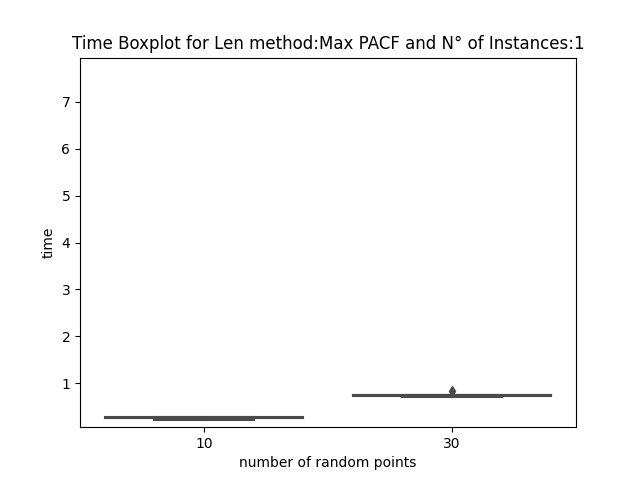 Time Boxplot for Len method:Max PACF and N° of Instances:1
7
6
5
4
3
2
1
time
10 30
number of random points